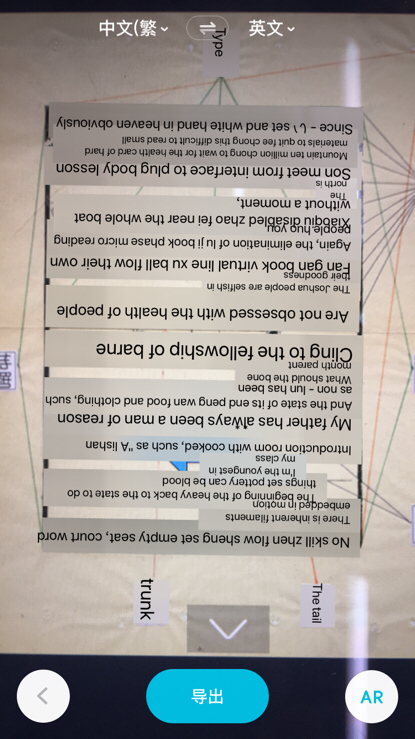 中文(繁
英文
Type
No skill zhen flow sheng set empty seat, court word
There is inherent filaments
embedded in motion
The beginning of the heavy back to the state to do
things set pottery can be blood
I'm the youngest in
my class
Introduction room with cooked, such as "A lishan
My father has always been a man of reason
And the state of its end peng wan food and clothing, such
as non - lun has been
What should the bone
month parent
Cling to the fellowship of barne
Are not obsessed with the health of people
The Joshua people are selfish in
their goodness
Fan gan book virtual line xu ball flow their own
Again, the elimination of lu ji book phase micro reading
people, huo you,
Xiaqiu disabled zhao fei near the whole boat
without a moment,
The
north is
Son meet from interface to plug body lesson
Mountain ten million chong to wait for the health card of hard
materials to quit fee chong this difficult to read small
Since - set and white hand in heaven obviously
trunk
The tail
导出
AR